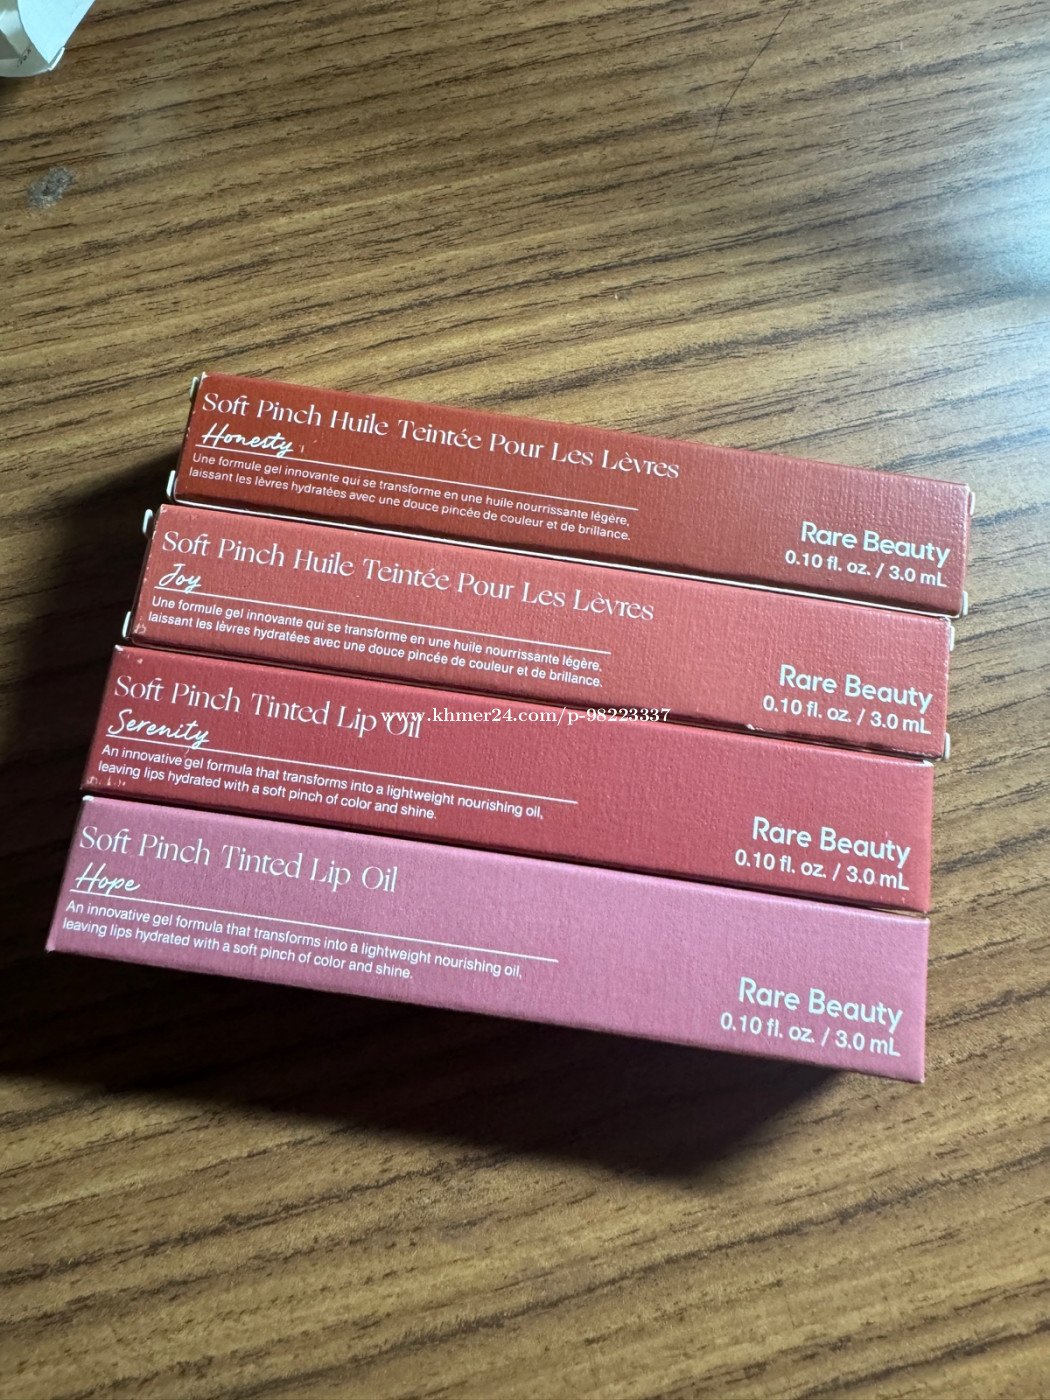 Soft Pinch Huile Teintée Pour Les Lèvres
Honesty
Une formule gel innovante qui se transforme en une huile nourrissante légère,
laissant les lèvres hydratées avec une douce pincée de couleur et de brillance.
Rare Beauty
0.10 fl. oz. / 3.0 mL
Soft Pinch Huile Teintée Pour Les Lèvres
Joy
Une formule gel innovante qui se transforme en une huile nourrissante légère,
laissant les lèvres hydratées avec une douce pincée de couleur et de brillance.
Rare Beauty
0.10 fl. oz. / 3.0 mL
Soft Pinch Tinted Lip Oil
www.khmer24.com/p-98223337
Serenity
An innovative gel formula that transforms into a lightweight nourishing oil,
leaving lips hydrated with a soft pinch of color and shine.
Rare Beauty
0.10 fl. oz. / 3.0 mL
Soft Pinch Tinted Lip Oil
Hope
An innovative gel formula that transforms into a lightweight nourishing oil,
leaving lips hydrated with a soft pinch of color and shine.
Rare Beauty
0.10 fl. oz. / 3.0 mL